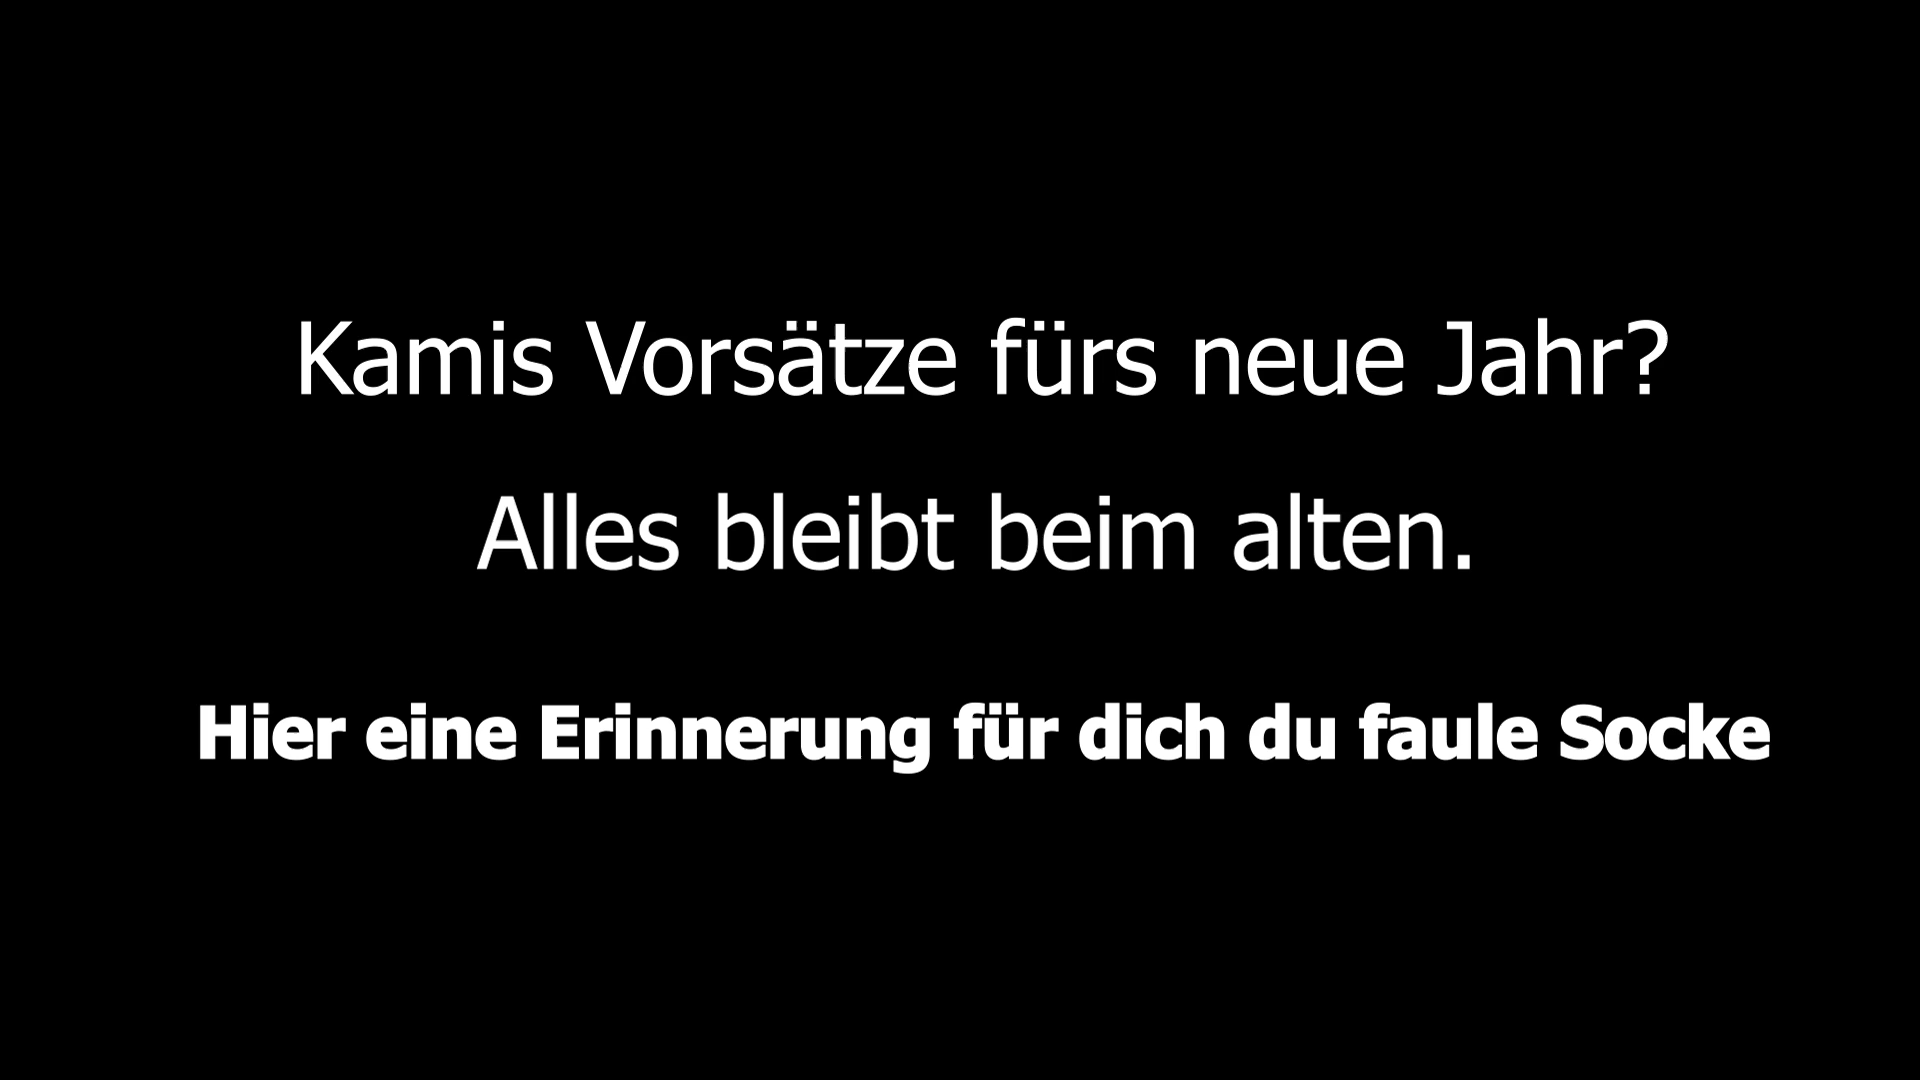 Kamis Vorsätze fürs neue Jahr?
Alles bleibt beim alten.
Hier eine Erinnerung für dich du faule Socke